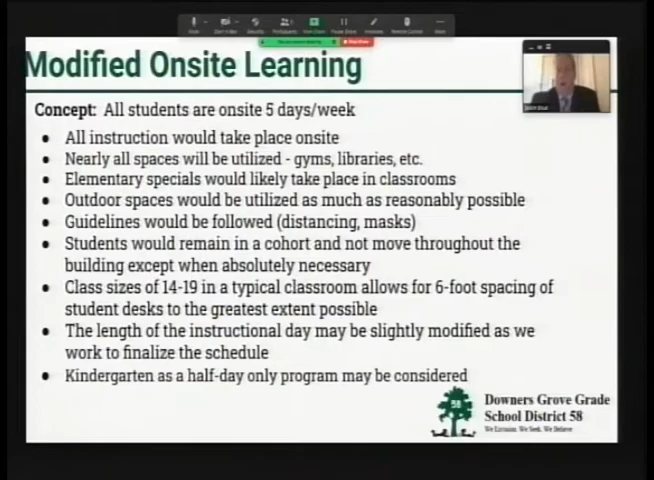 Modified Onsite Learning
Concept: All students are onsite 5 days/week
• All instruction would take place onsite
• Nearly all spaces will be utilized - gyms, libraries, etc.
• Elementary specials would likely take place in classrooms
• Outdoor spaces would be utilized as much as reasonably possible
• Guidelines would be followed (distancing, masks)
• Students would remain in a cohort and not move throughout the
building except when absolutely necessary
• Class sizes of 14-19 in a typical classroom allows for 6-foot spacing of
student desks to the greatest extent possible
• The length of the instructional day may be slightly modified as we
work to finalize the schedule
• Kindergarten as a half-day only program may be considered
58
Downers Grove Grade
School District 58